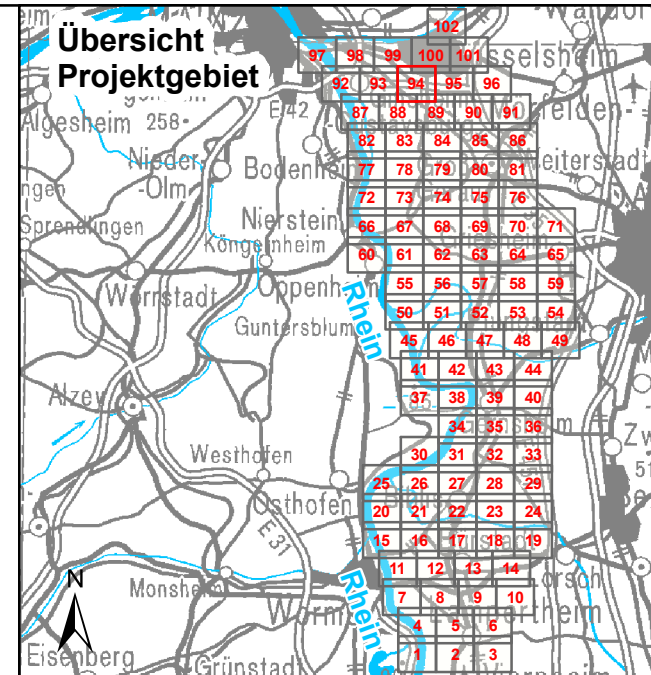 Übersicht
Projektgebiet
102
97 98 99 100 101
sselsheim
92 93 94 95 96
E 42
87 88 89 90 91
Algesheim 258
82 83 84 85 86
Nieder
-Olm
Bodenhei
Weiterstadt
77 78 79 80 81
72 73 74 75 76
Sprendlingen
Nierstein
66 67 68 69 70 71
Köngernheim
60 61 62 63 64 65
Wörrstadt
Oppenh
55 56 57 58 59
Rhein
50 51 52 53 54
Guntersblum
45 46 47 48 49
41 42 43 44
Alzey
37 38 39 40
34 35 36
Westhofen
30 31 32 33
25 26 27 28 29
Osthofen
20 21 22 23 24
E 31
15 16 17 18 19
11 12 13 14
orsch
N
Monsheim
Rhein
7 8 9 10
Worms
4 5 6
Eisenberg
Grünstadt
1 2 3